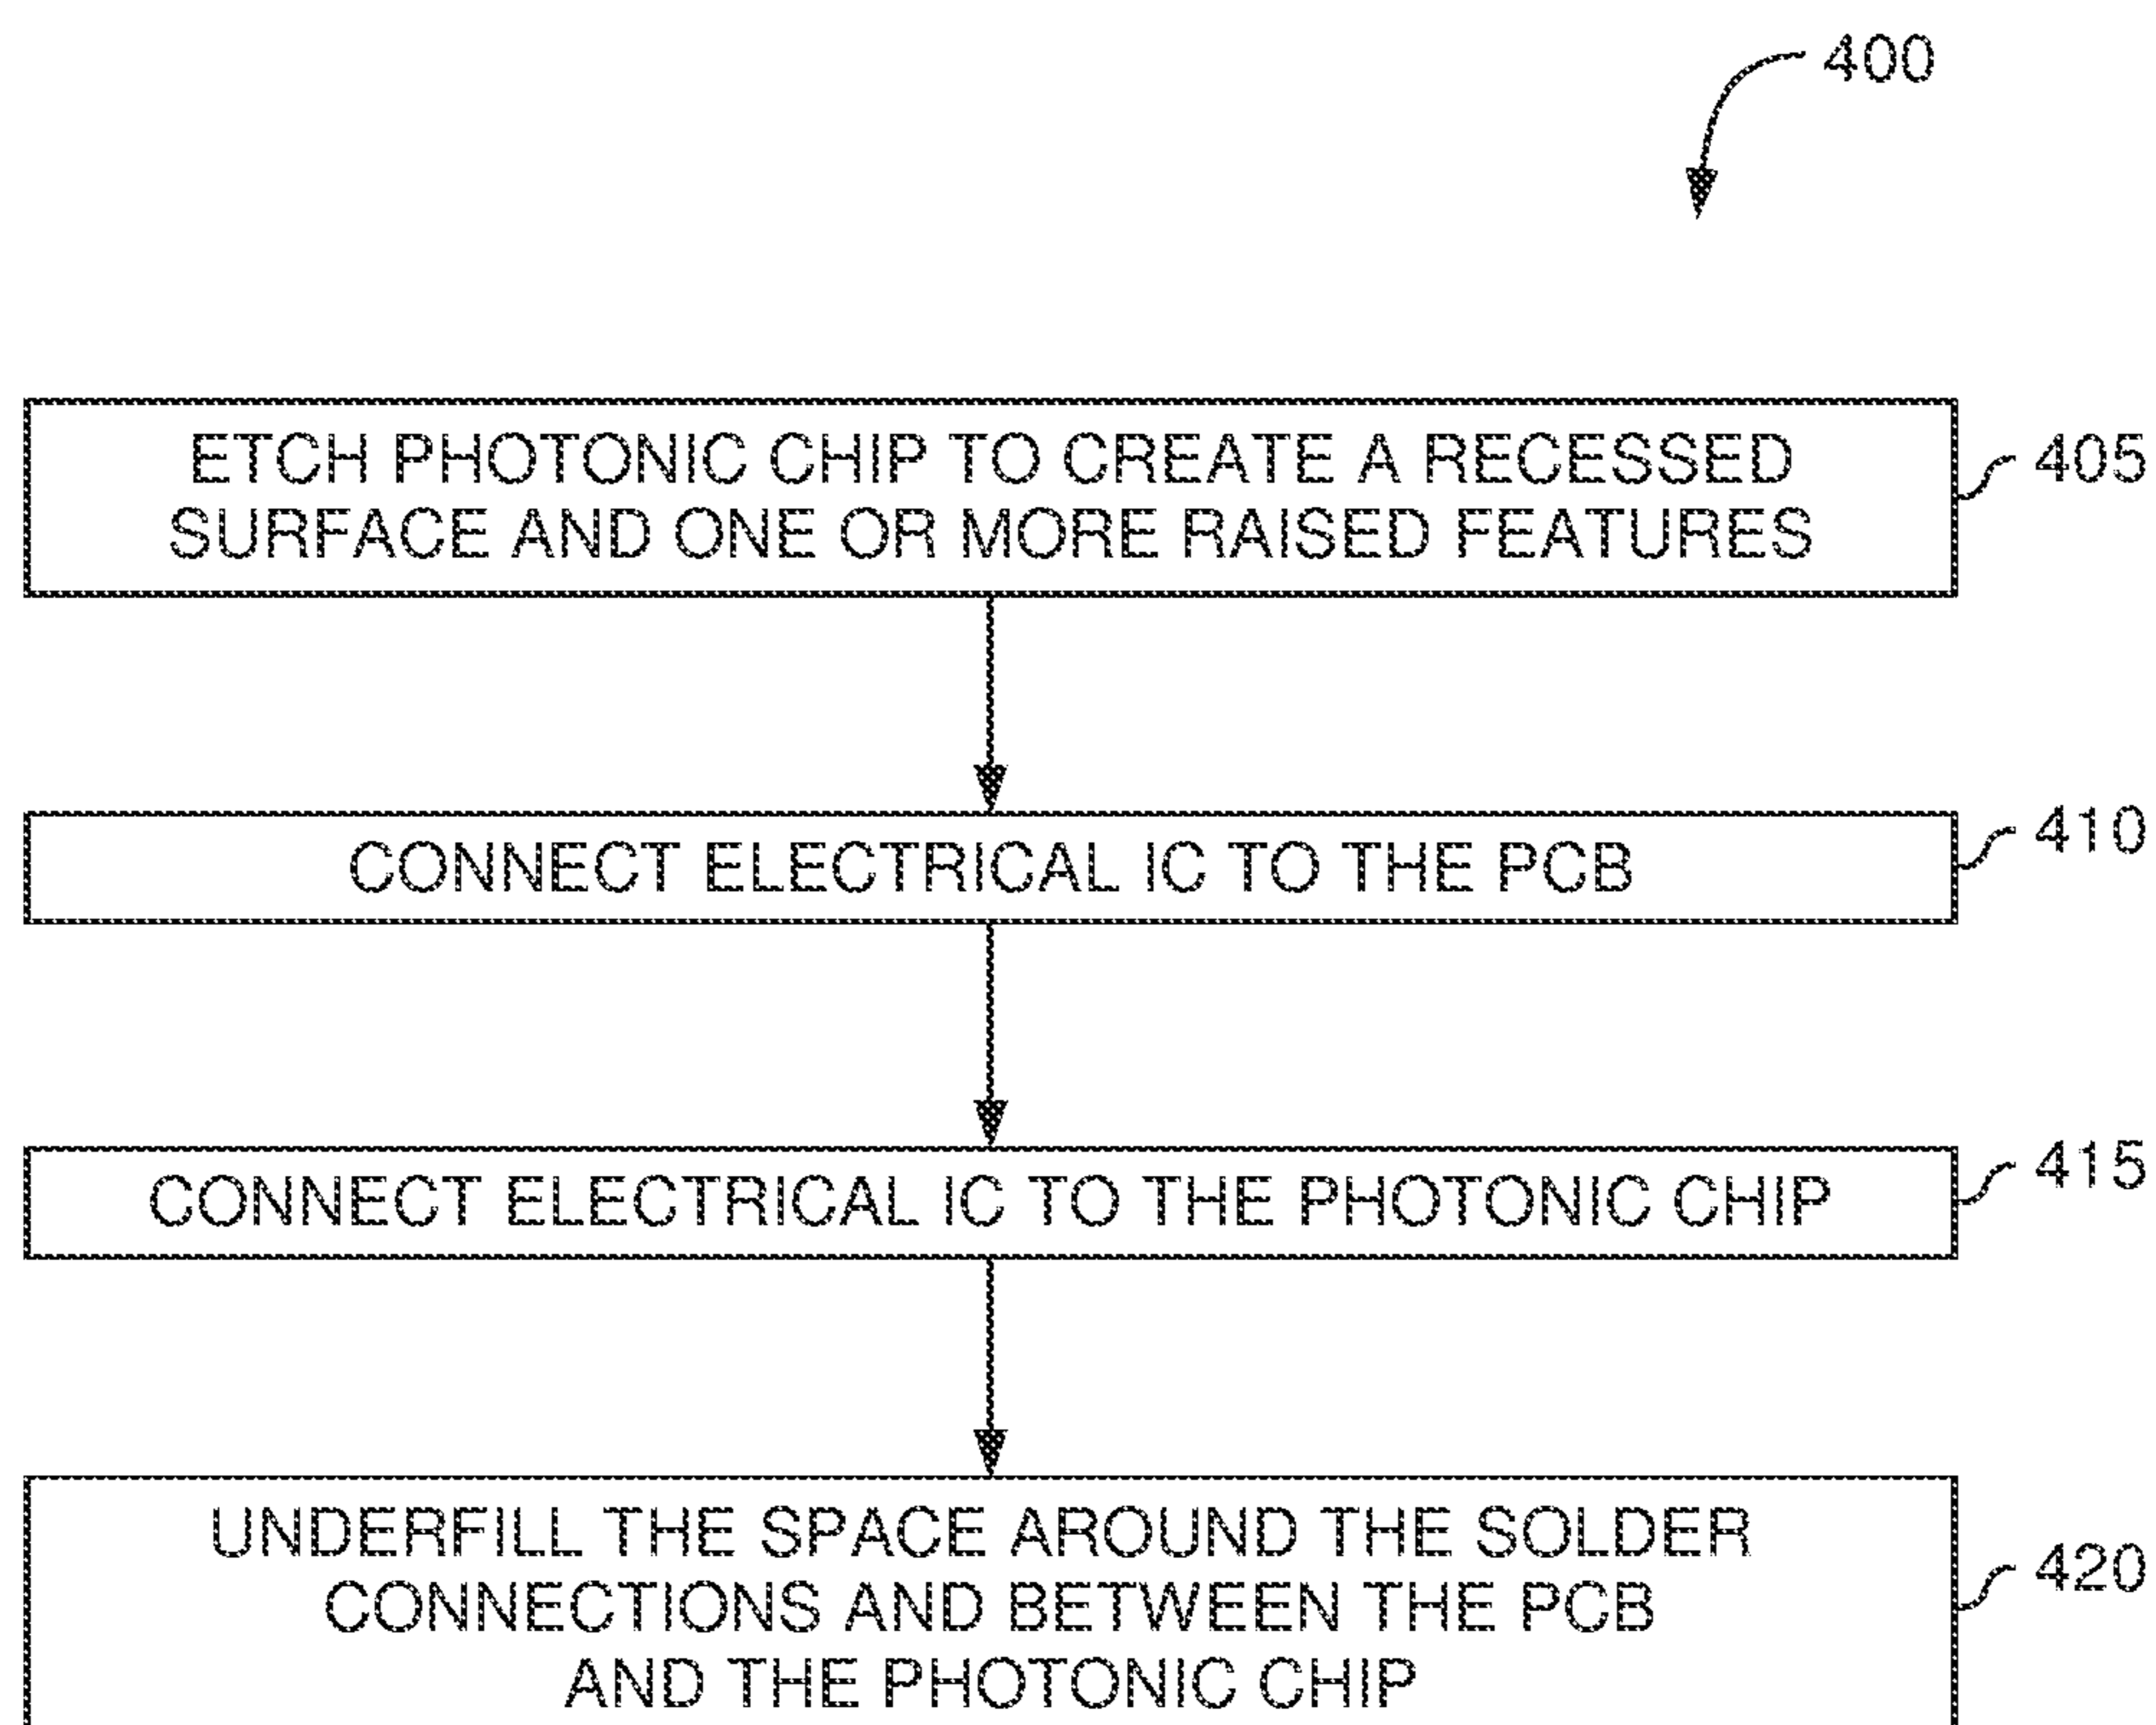 400
ETCH PHOTONIC CHIP TO CREATE A RECESSED
SURFACE AND ONE OR MORE RAISED FEATURES
405
CONNECT ELECTRICAL IC TO THE PCB
410
CONNECT ELECTRICAL IC TO THE PHOTONIC CHIP
415
UNDERFILL THE SPACE AROUND THE SOLDER
CONNECTIONS AND BETWEEN THE PCB
AND THE PHOTONIC CHIP
420